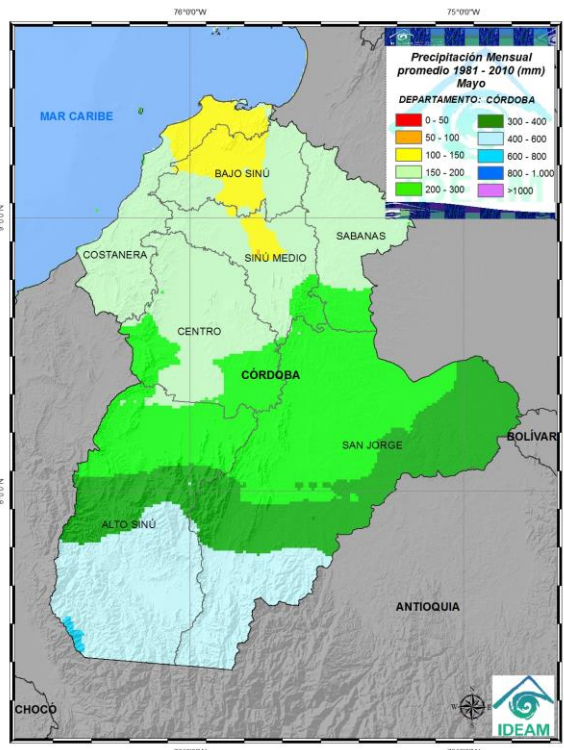 76°0'0"W
75°0'0"W
Precipitación Mensual
promedio 1981 - 2010 (mm)
Mayo
DEPARTAMENTO: CÓRDOBA
0 - 50
50 - 100
100 - 150
150 - 200
200 - 300
300 - 400
400 - 600
600 - 800
800 - 1.000
>1000
MAR CARIBE
BAJO SINÚ
SABANAS
COSTANERA
SINÚ MEDIO
CENTRO
CÓRDOBA
SAN JORGE
BOLÍVAR
ALTO SINÚ
ANTIOQUIA
CHOCÓ
N
W
E
S
IDEAM